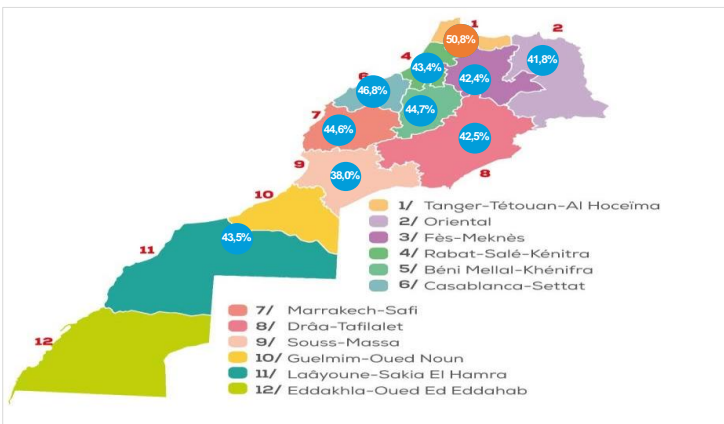 1
2
50,8%
4
41,8%
43,4%
42,4%
6
46,8%
44,7%
7
44,6%
42,5%
9
38,0%
8
10
43,5%
11
12
1/ Tanger-Tétouan-Al Hoceïma
2/ Oriental
3/ Fès-Meknès
4/ Rabat-Salé-Kénitra
5/ Béni Mellal-Khénifra
6/ Casablanca-Settat
7/ Marrakech-Safi
8/ Drâa-Tafilalet
9/ Souss-Massa
10/ Guelmim-Oued Noun
11/ Laâyoune-Sakia El Hamra
12/ Eddakhla-Oued Ed Eddahab